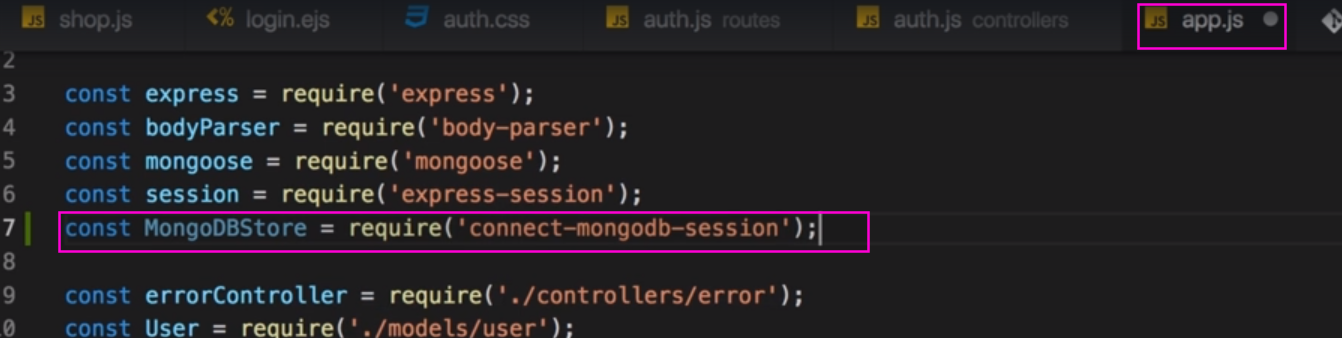 JS shop.js <% login.ejs auth.css JS auth.js routes JS auth.js controllers JS app.js
2
3 const express = require('express');
4 const bodyParser = require('body-parser');
5 const mongoose = require('mongoose');
6 const session = require('express-session');
7 const MongoDBStore = require('connect-mongodb-session');
8
9 const errorController = require('./controllers/error');
0 const User = require('./models/user');